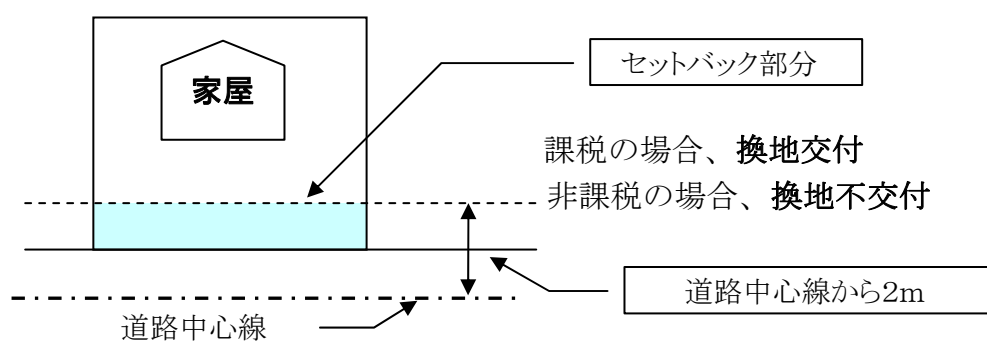 セットバック部分
家屋
課税の場合、換地交付
非課税の場合、換地不交付
道路中心線から2m
道路中心線